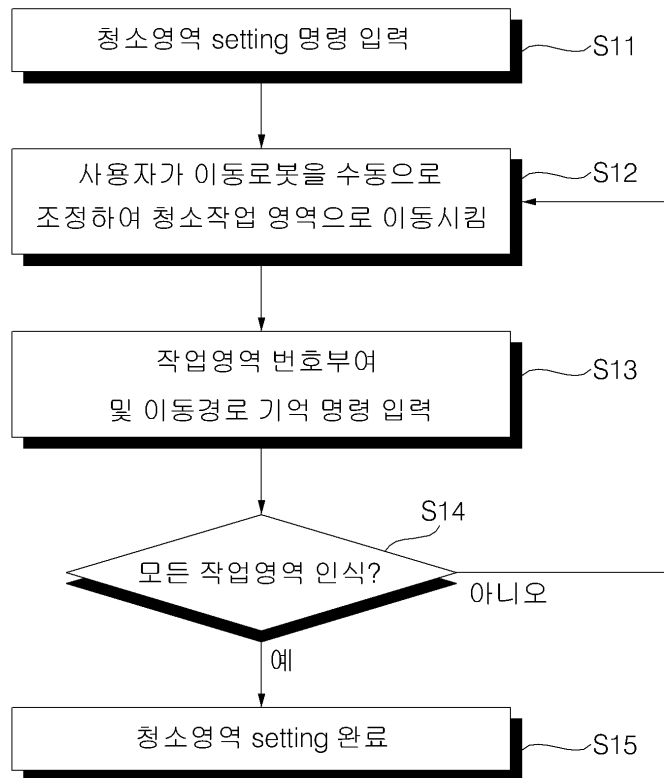 청소영역 setting 명령 입력
S11
사용자가 이동로봇을 수동으로
조정하여 청소작업 영역으로 이동시킴
S12
작업영역 번호부여
및 이동경로 기억 명령 입력
S13
S14
모든 작업영역 인식?
아니오
예
청소영역 setting 완료
S15